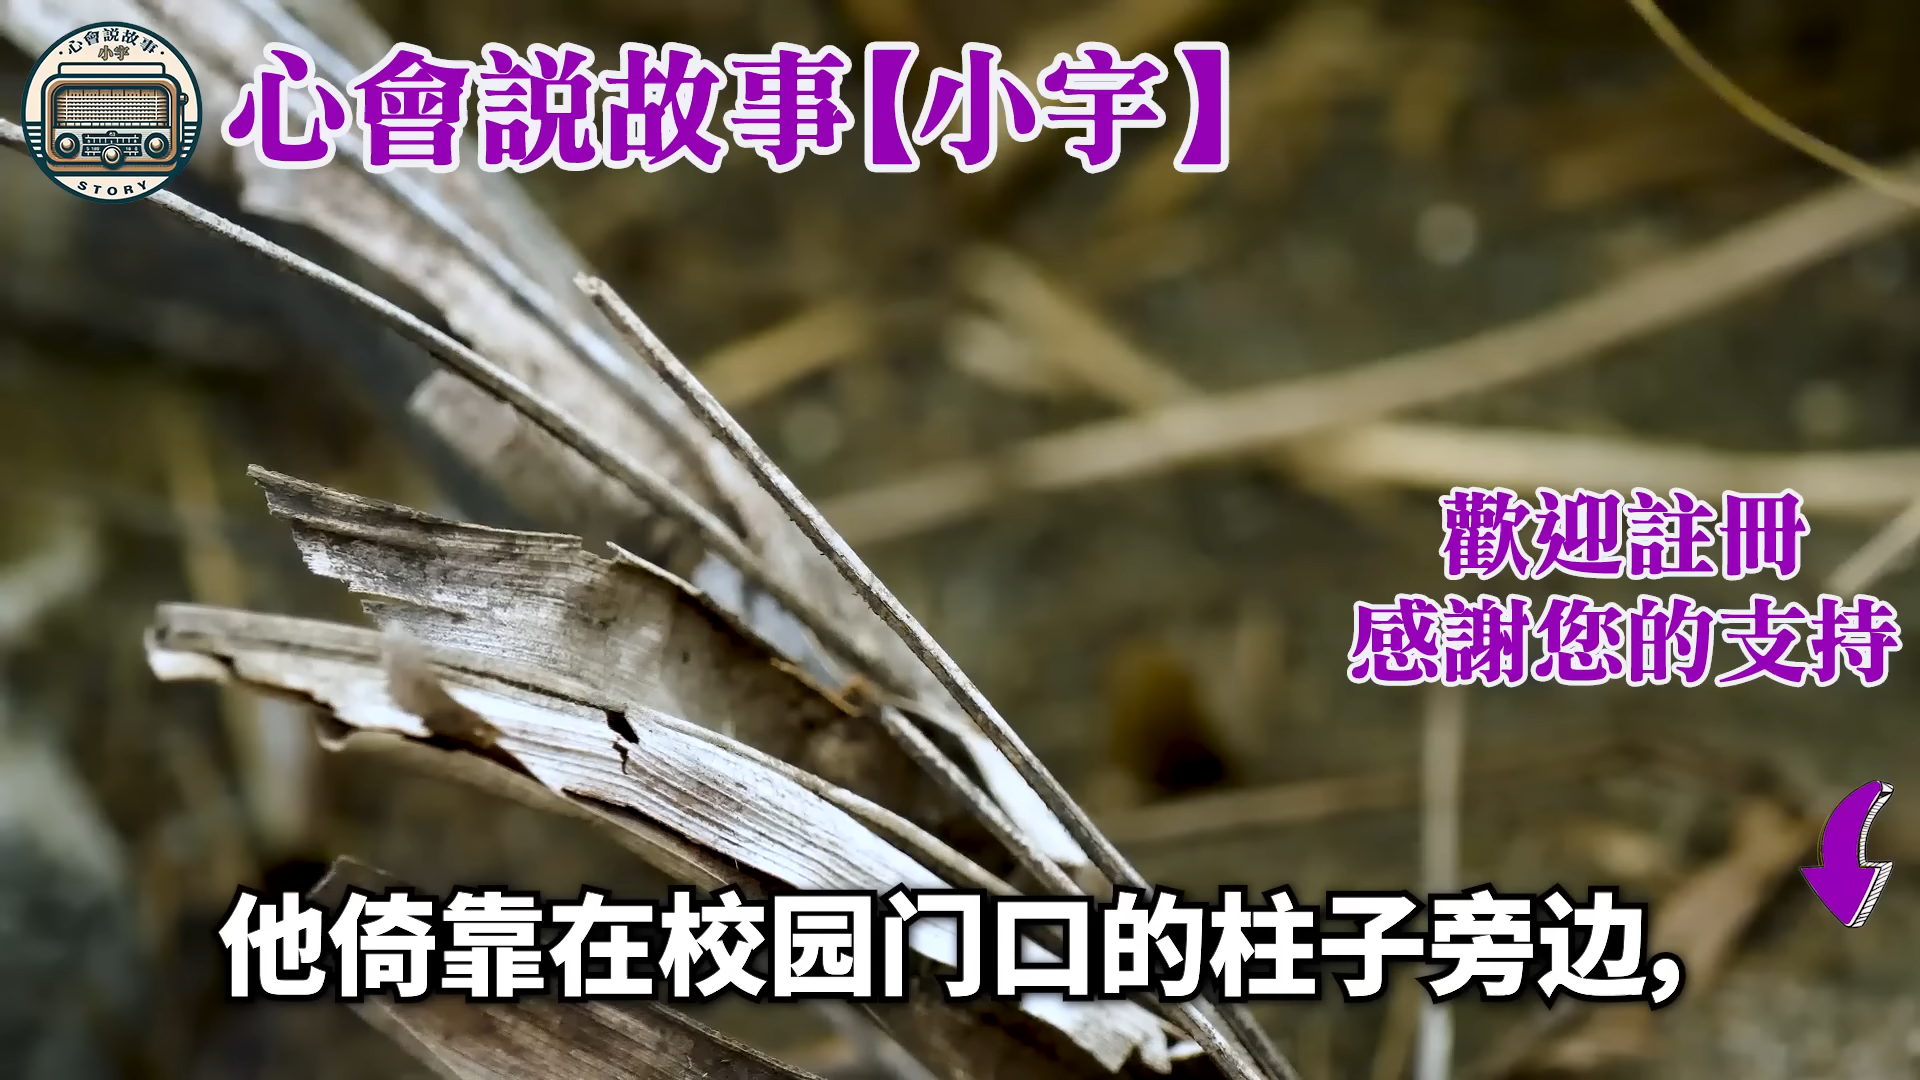 心會説故事
小宇
STORY
心會説故事【小宇】
歡迎註冊
感謝您的支持
他倚靠在校园门口的柱子旁边,